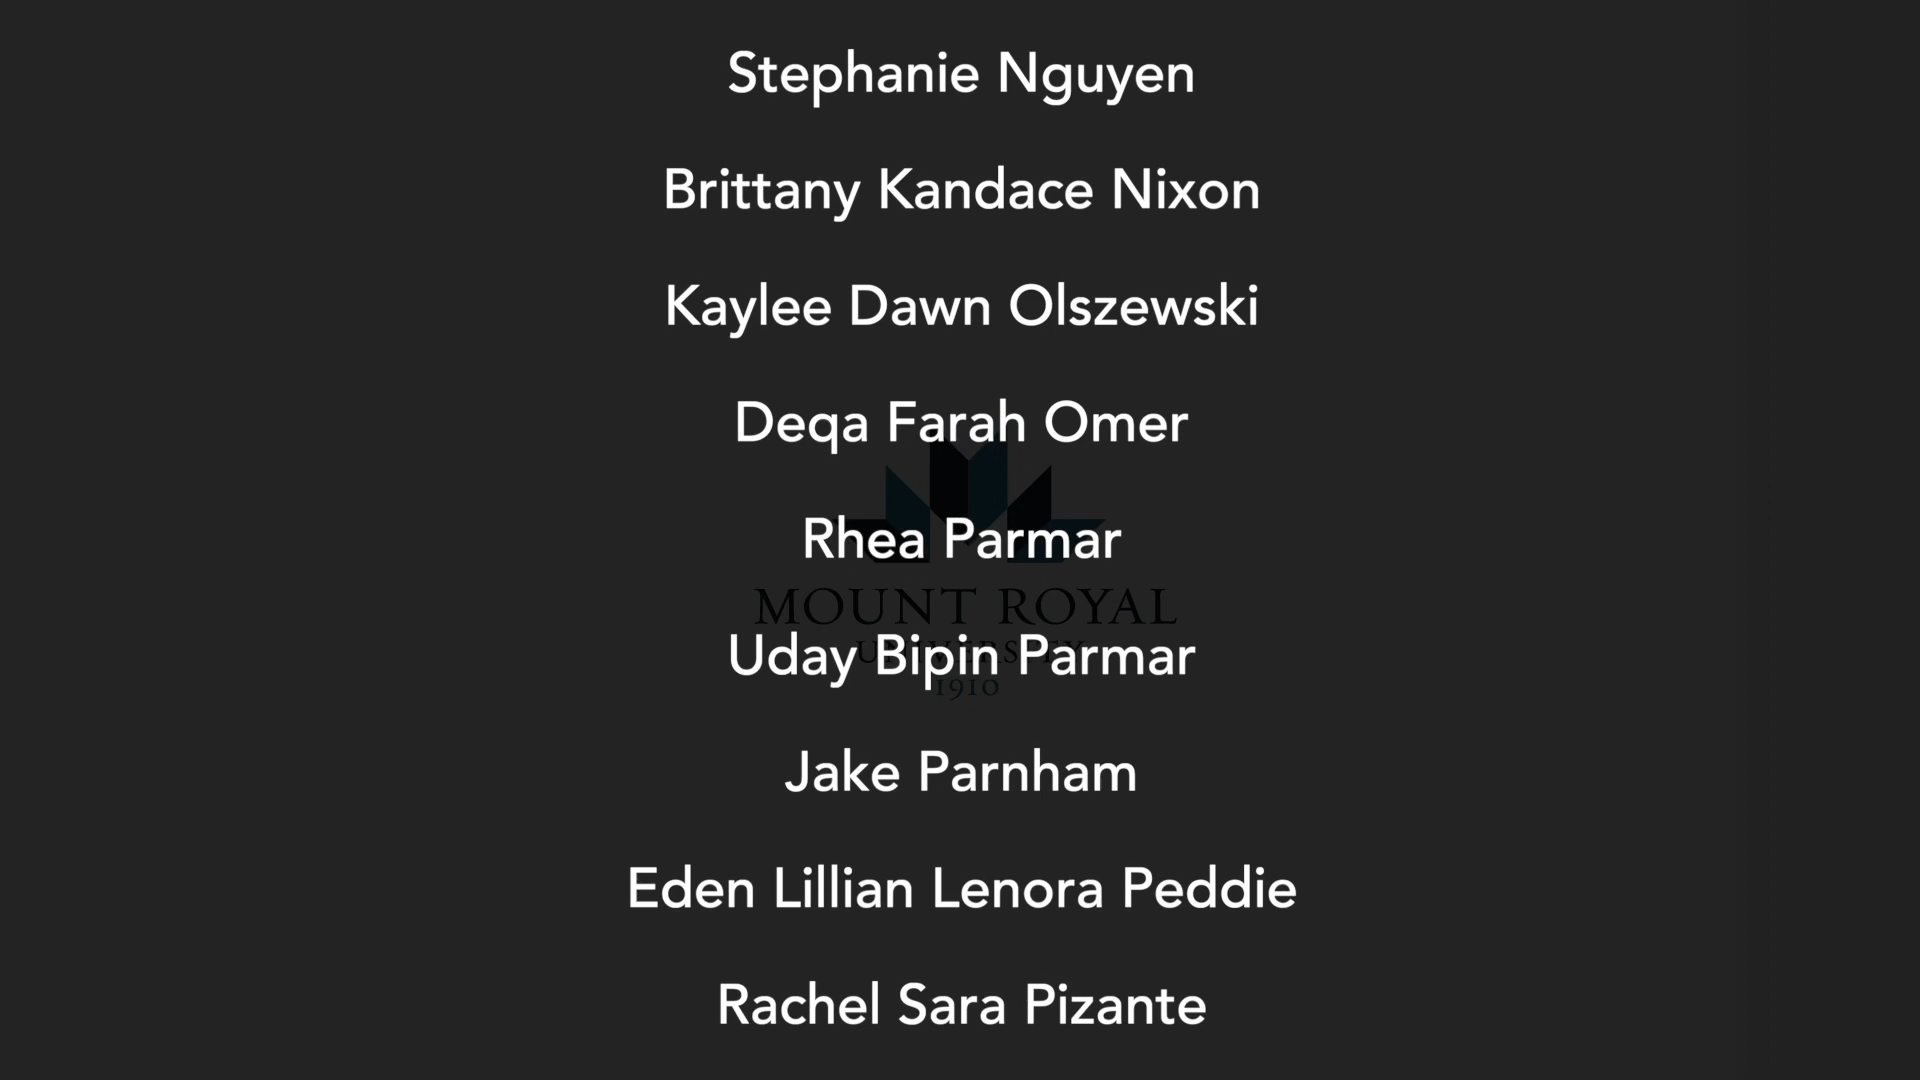 Stephanie Nguyen
Brittany Kandace Nixon
Kaylee Dawn Olszewski
Deqa Farah Omer
Rhea Parmar
MOUNT ROYAL
Uday Bipin Parmar
UNIVERSITY
1910
Jake Parnham
Eden Lillian Lenora Peddie
Rachel Sara Pizante